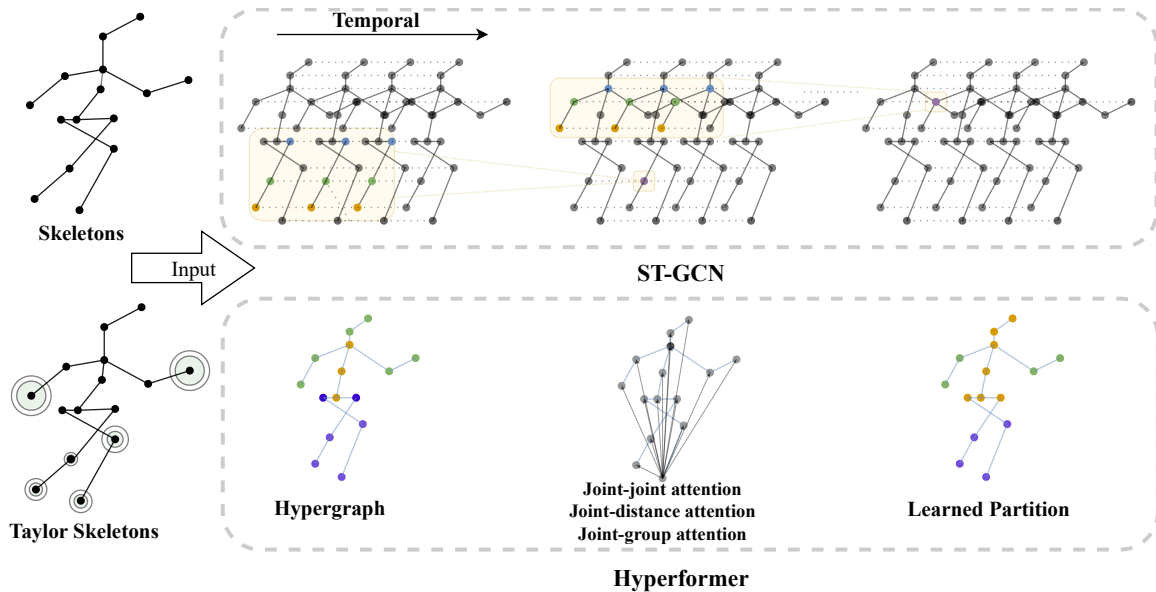 Temporal
Skeletons
Input
ST-GCN
Taylor Skeletons
Hypergraph
Joint-joint attention
Joint-distance attention
Joint-group attention
Learned Partition
Hyperformer